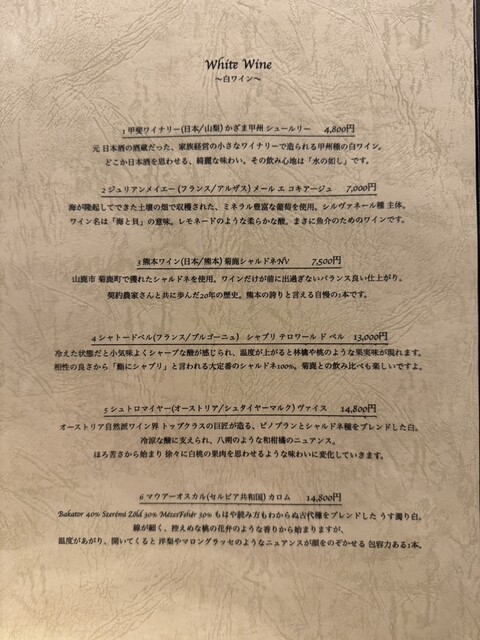 White Wine
〜白ワイン〜
1 甲斐ワイナリー(日本/山梨) かざま甲州 シュールリー 4,800円
元 日本酒の酒蔵だった、家族経営の小さなワイナリーで造られる甲州種の白ワイン。
どこか日本酒を思わせる、綺麗な味わい。その飲み心地は「水の如し」です。
2 ジュリアンメイエー (フランス/アルザス) メール エ コキアージュ 7,000円
海が隆起してできた土壌の畑で収穫された、ミネラル豊富な葡萄を使用。シルヴァネール種 主体。
ワイン名は「海と貝」の意味。レモネードのような柔らかな酸。まさに魚介のためのワインです。
3 熊本ワイン(日本/熊本) 菊鹿シャルドネNV 7,500円
山鹿市 菊鹿町で獲れたシャルドネを使用。ワインだけが前に出過ぎないバランス良い仕上がり。
契約農家さんと共に歩んだ20年の歴史。熊本の誇りと言える自慢の1本です。
4 シャトードベル(フランス/ブルゴーニュ) シャブリ テロワール ド ベル 13,000円
冷えた状態だと小気味よくシャープな酸が感じられ、温度が上がると林檎や桃のような果実味が現れます。
相性の良さから「鮨にシャブリ」と言われる大定番のシャルドネ100%。菊鹿との飲み比べも楽しいですよ。
5 シュトロマイヤー(オーストリア/シュタイヤーマルク) ヴァイス 14,800円
オーストリア自然派ワイン界 トップクラスの巨匠が造る、ピノブランとシャルドネ種をブレンドした白。
冷涼な酸に支えられ、八朔のような和柑橘のニュアンス。
ほろ苦さから始まり 徐々に白桃の果肉を思わせるような味わいに変化していきます。
6 マウアーオスカル(セルビア共和国) カロム 14,800円
Bakator 40% Szerémi Zöld 30% MézesFehér 30% もはや読み方もわからぬ古代種をブレンドした うす濁り白。
線が細く、控えめな桃の花弁のような香りから始まりますが、
温度があがり、開いてくると 洋梨やマロングラッセのようなニュアンスが顔をのぞかせる 包容力ある1本。